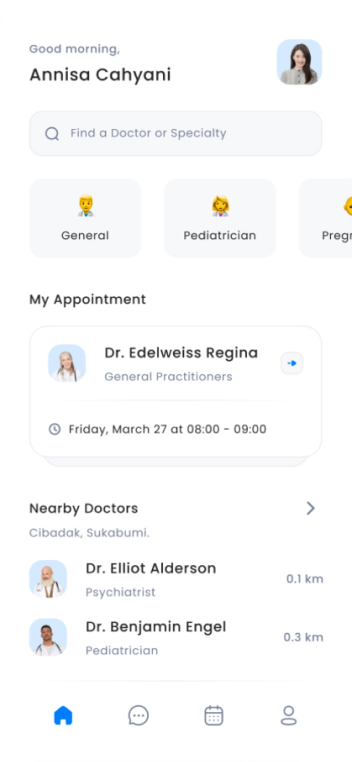 Good morning,
Annisa Cahyani
Find a Doctor or Specialty
General
Pediatrician
Pregn
My Appointment
Dr. Edelweiss Regina
General Practitioners
Friday, March 27 at 08:00 - 09:00
Nearby Doctors
Cibadak, Sukabumi.
Dr. Elliot Alderson
Psychiatrist
0.1 km
Dr. Benjamin Engel
Pediatrician
0.3 km